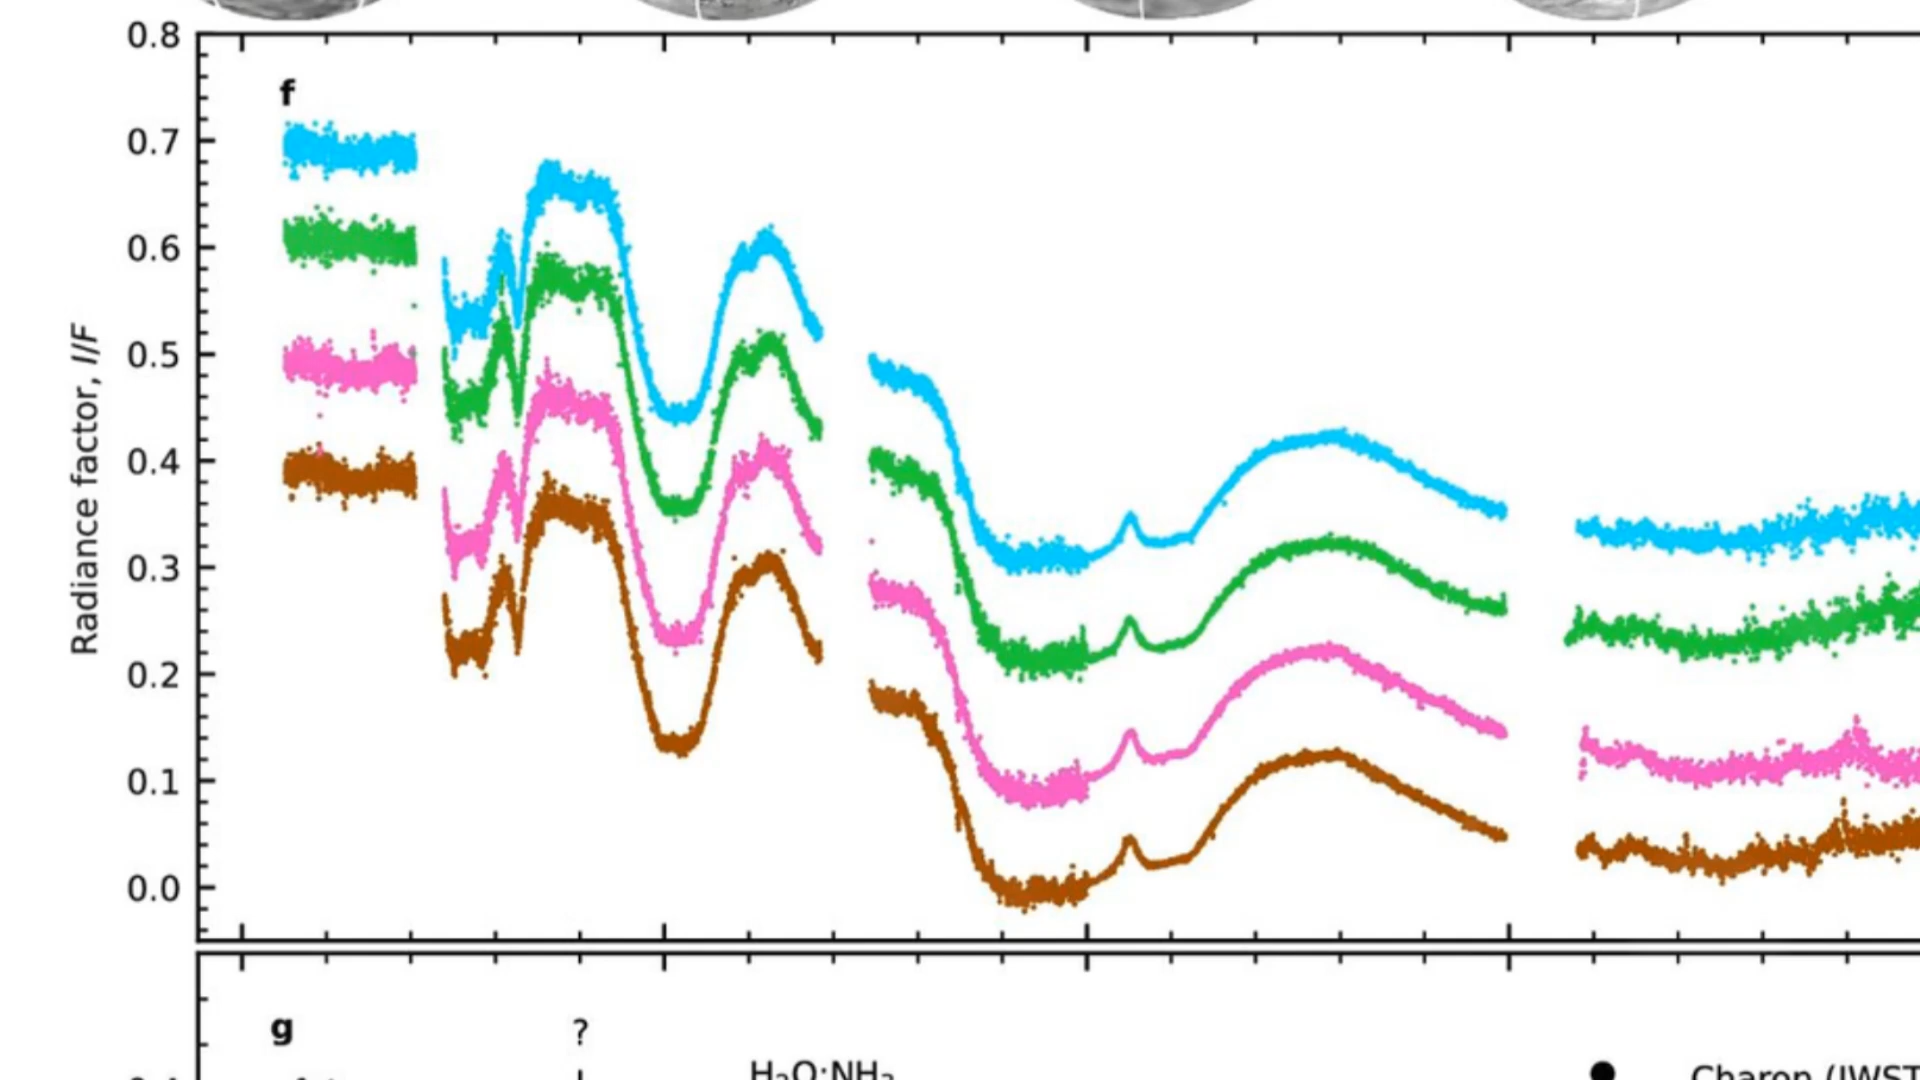 0.8
f
0.7
0.6
0.5
0.4
0.3
0.2
0.1
0.0
Radiance factor, I/F
g
?
H₂O:NH₃
Charon (JWST